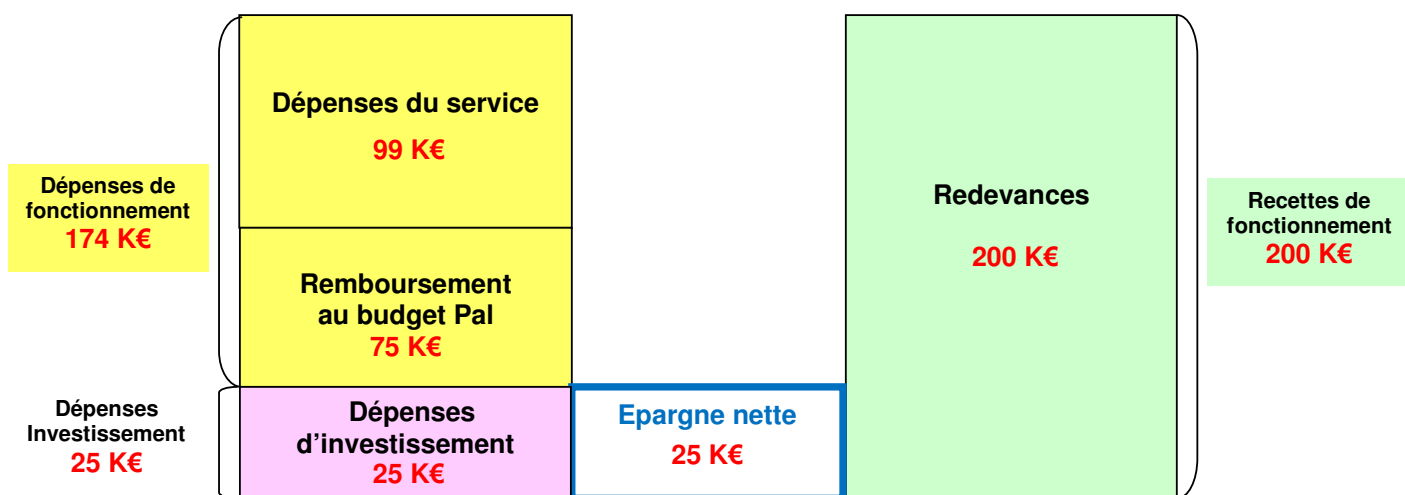 Dépenses de
fonctionnement
174 K€
Dépenses du service
99 K€
Remboursement
au budget Pal
75 K€
Dépenses
Investissement
25 K€
Dépenses
d'investissement
25 K€
Epargne nette
25 K€
Redevances
200 K€
Recettes de
fonctionnement
200 K€